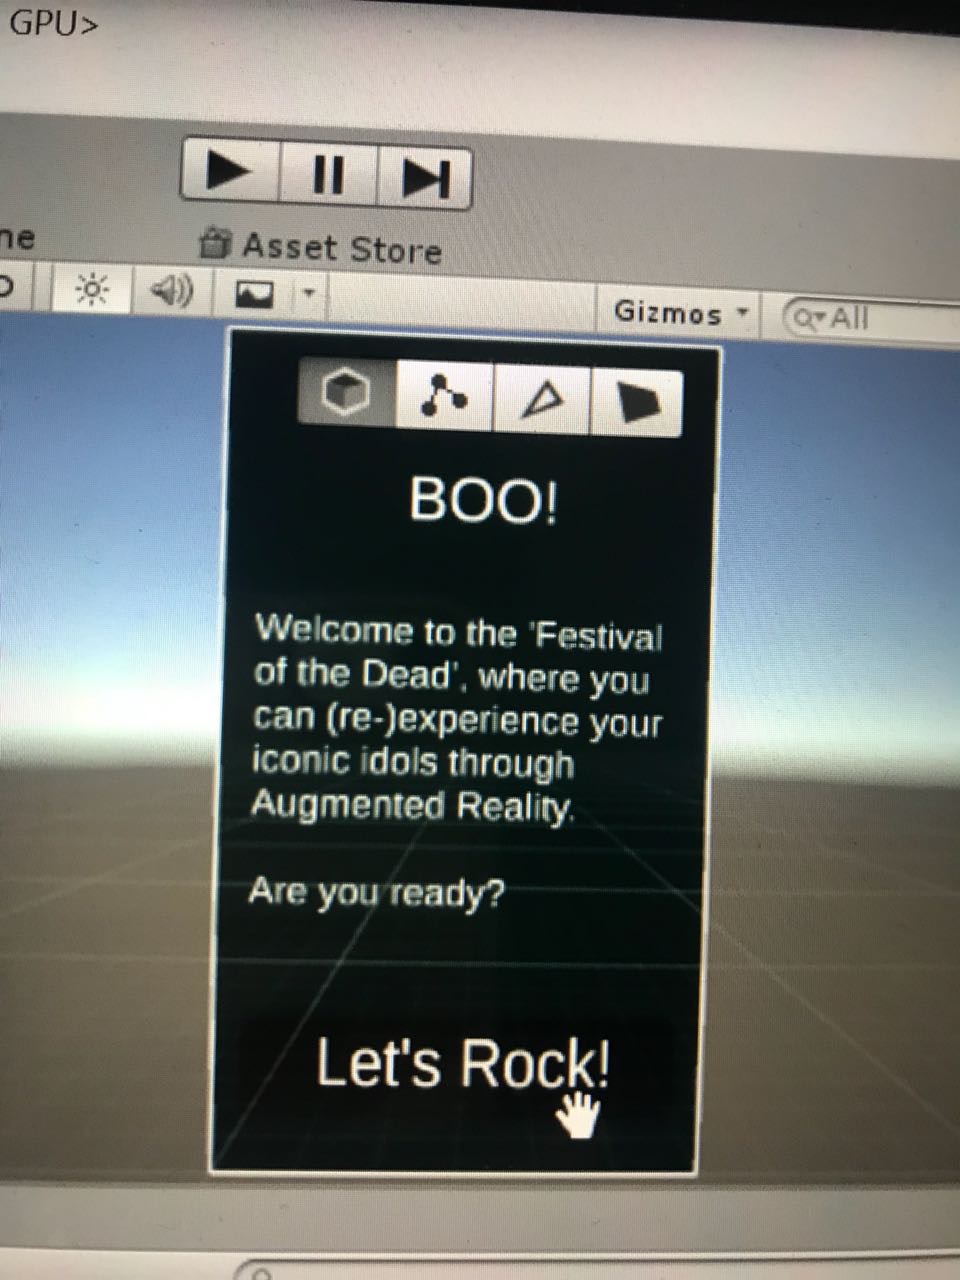 GPU>
ne
Asset Store
Gizmos
All
BOO!
Welcome to the 'Festival
of the Dead', where you
can (re-)experience your
iconic idols through
Augmented Reality.
Are you ready?
Let's Rock!